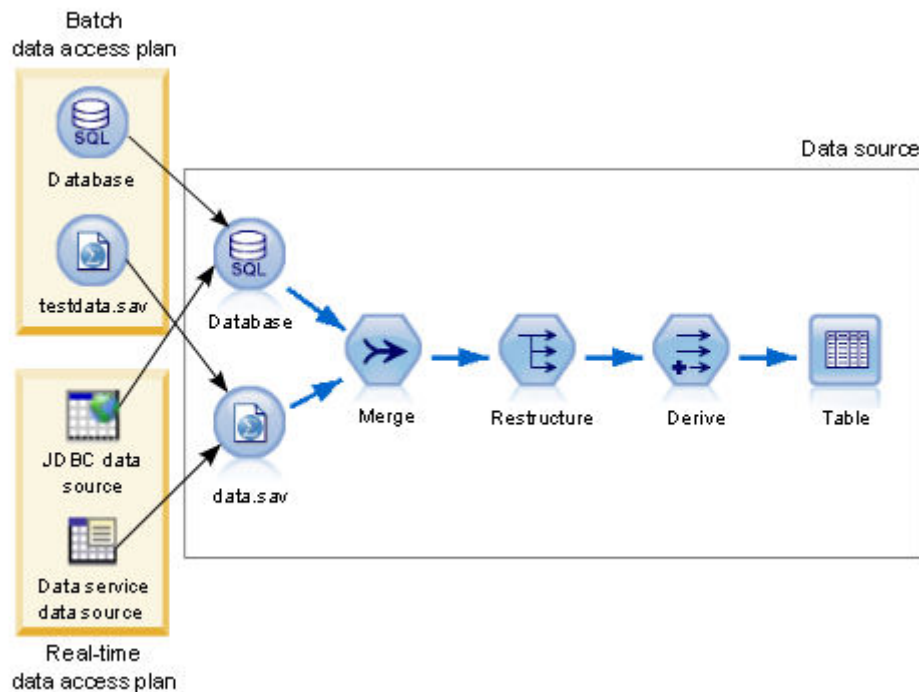 Batch
data access plan
SQL
Database
testdata.sav
JDBC data
source
Data service
data source
Real-time
data access plan
Data source
SQL
Database
data.sav
Merge
Restructure
Derive
Table